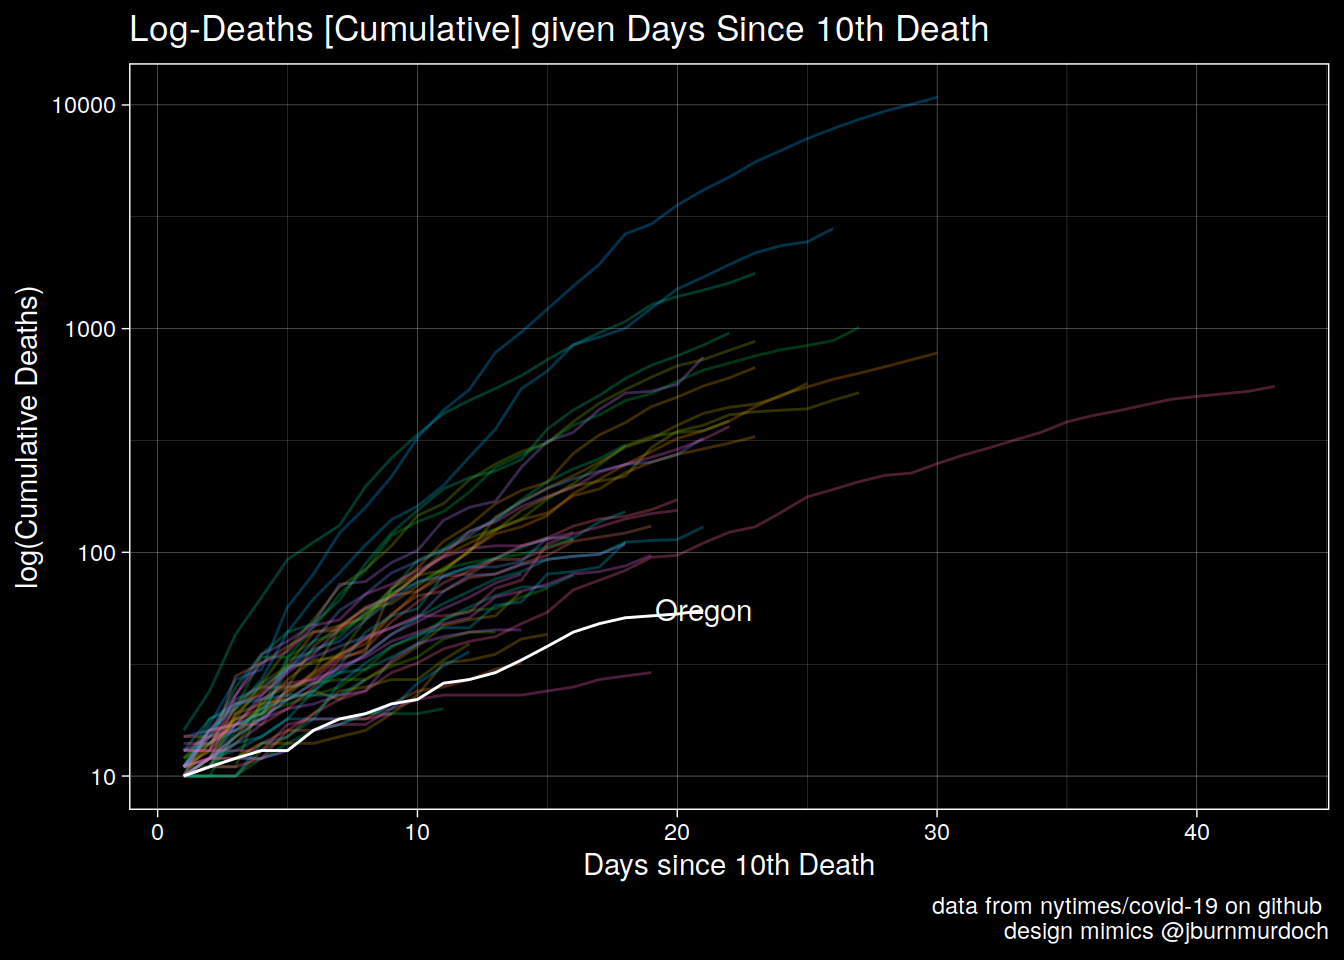 Log-Deaths [Cumulative] given Days Since 10th Death
10000
1000
100
10
log(Cumulative Deaths)
Oregon
0 10 20 30 40
Days since 10th Death
data from nytimes/covid-19 on github
design mimics @jburnmurdoch